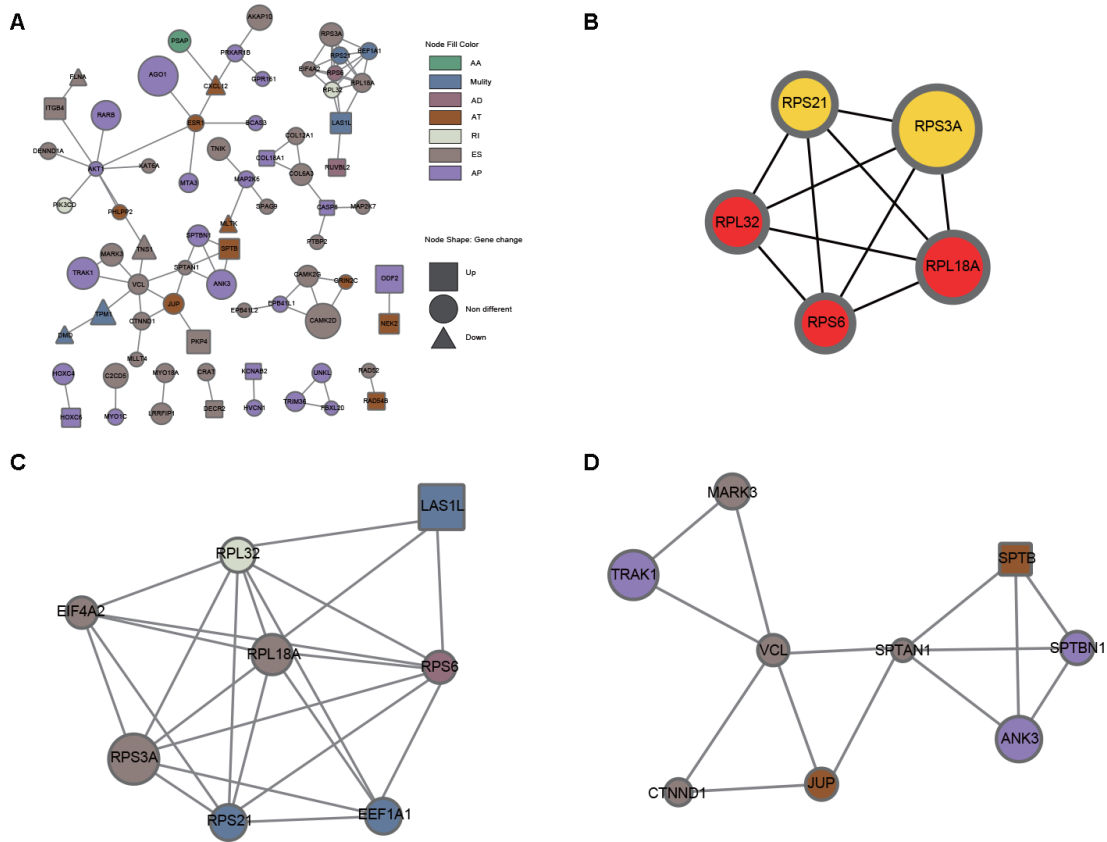 A
AKAP10
PSAP
PRKAR1B
AGO1
CXCL12
GPR161
FLNA
ITGB4
RARB
ESR1
BCAS3
DENND1A
AKT1
KAT6A
MTA3
PIK3CD
PHLPP2
TNS1
RPS3A
RPS21
EEF1A1
EIF4A2
RPS6
RPL18A
RPL32
LAS1L
RUVBL2
COL12A1
COL18A1
COL6A3
TNIK
MAP2K5
SPAG9
MLTK
CASP8
MAP2K7
PTBP2
MARK3
SPTBN1
SPTB
SPTAN1
TRAK1
ANK3
VCL
TPM1
JUP
DMD
CTNND1
PKP4
MLLT4
CAMK2G
GRIN2C
EPB41L2
EPB41L1
CAMK2D
ODF2
NEK2
HOXC4
C2CD5
MYO18A
CRAT
KCNAB2
UNKL
RAD52
HOXC6
MYO1C
LRRFIP1
DECR2
HVCN1
TRIM36
FBXL20
RAD54B
Node Fill Color
AA
Mulity
AD
AT
RI
ES
AP
Node Shape: Gene change
Up
Non different
Down
B
RPS21
RPS3A
RPL32
RPL18A
RPS6
C
LAS1L
RPL32
EIF4A2
RPL18A
RPS6
RPS3A
RPS21
EEF1A1
D
MARK3
TRAK1
SPTB
VCL
SPTAN1
SPTBN1
ANK3
CTNND1
JUP